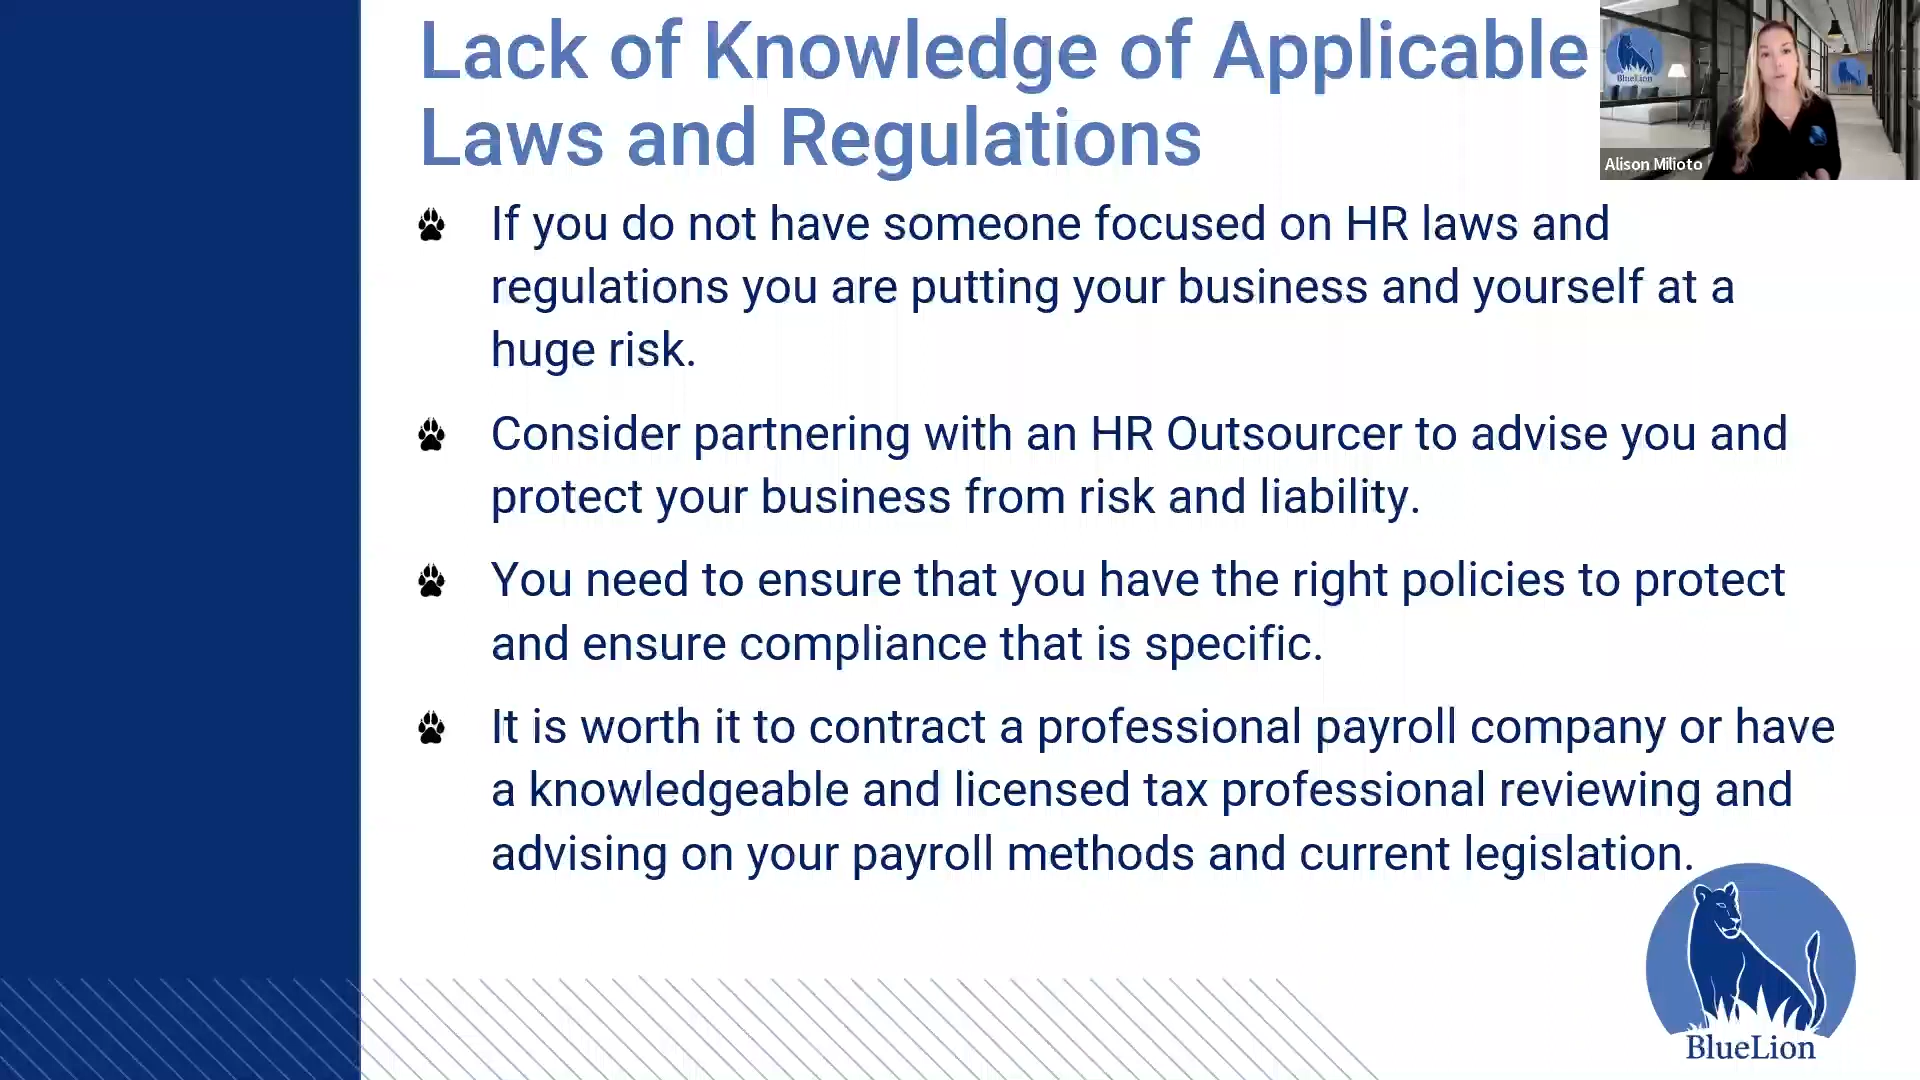 Lack of Knowledge of Applicable
Laws and Regulations
BlueLion
Alison Milioto
If you do not have someone focused on HR laws and
regulations you are putting your business and yourself at a
huge risk.
Consider partnering with an HR Outsourcer to advise you and
protect your business from risk and liability.
You need to ensure that you have the right policies to protect
and ensure compliance that is specific.
It is worth it to contract a professional payroll company or have
a knowledgeable and licensed tax professional reviewing and
advising on your payroll methods and current legislation.
BlueLion